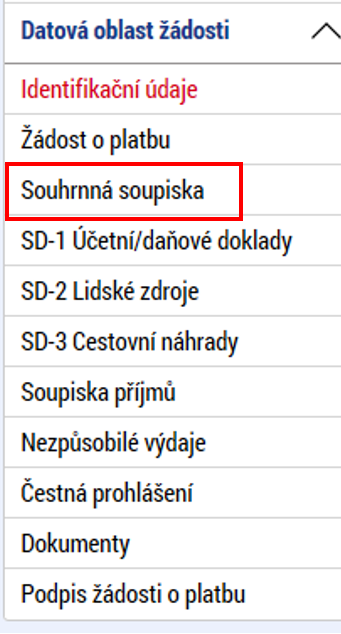 Datová oblast žádosti
Identifikační údaje
Žádost o platbu
Souhrnná soupiska
SD-1 Účetní/daňové doklady
SD-2 Lidské zdroje
SD-3 Cestovní náhrady
Soupiska příjmů
Nezpůsobilé výdaje
Čestná prohlášení
Dokumenty
Podpis žádosti o platbu